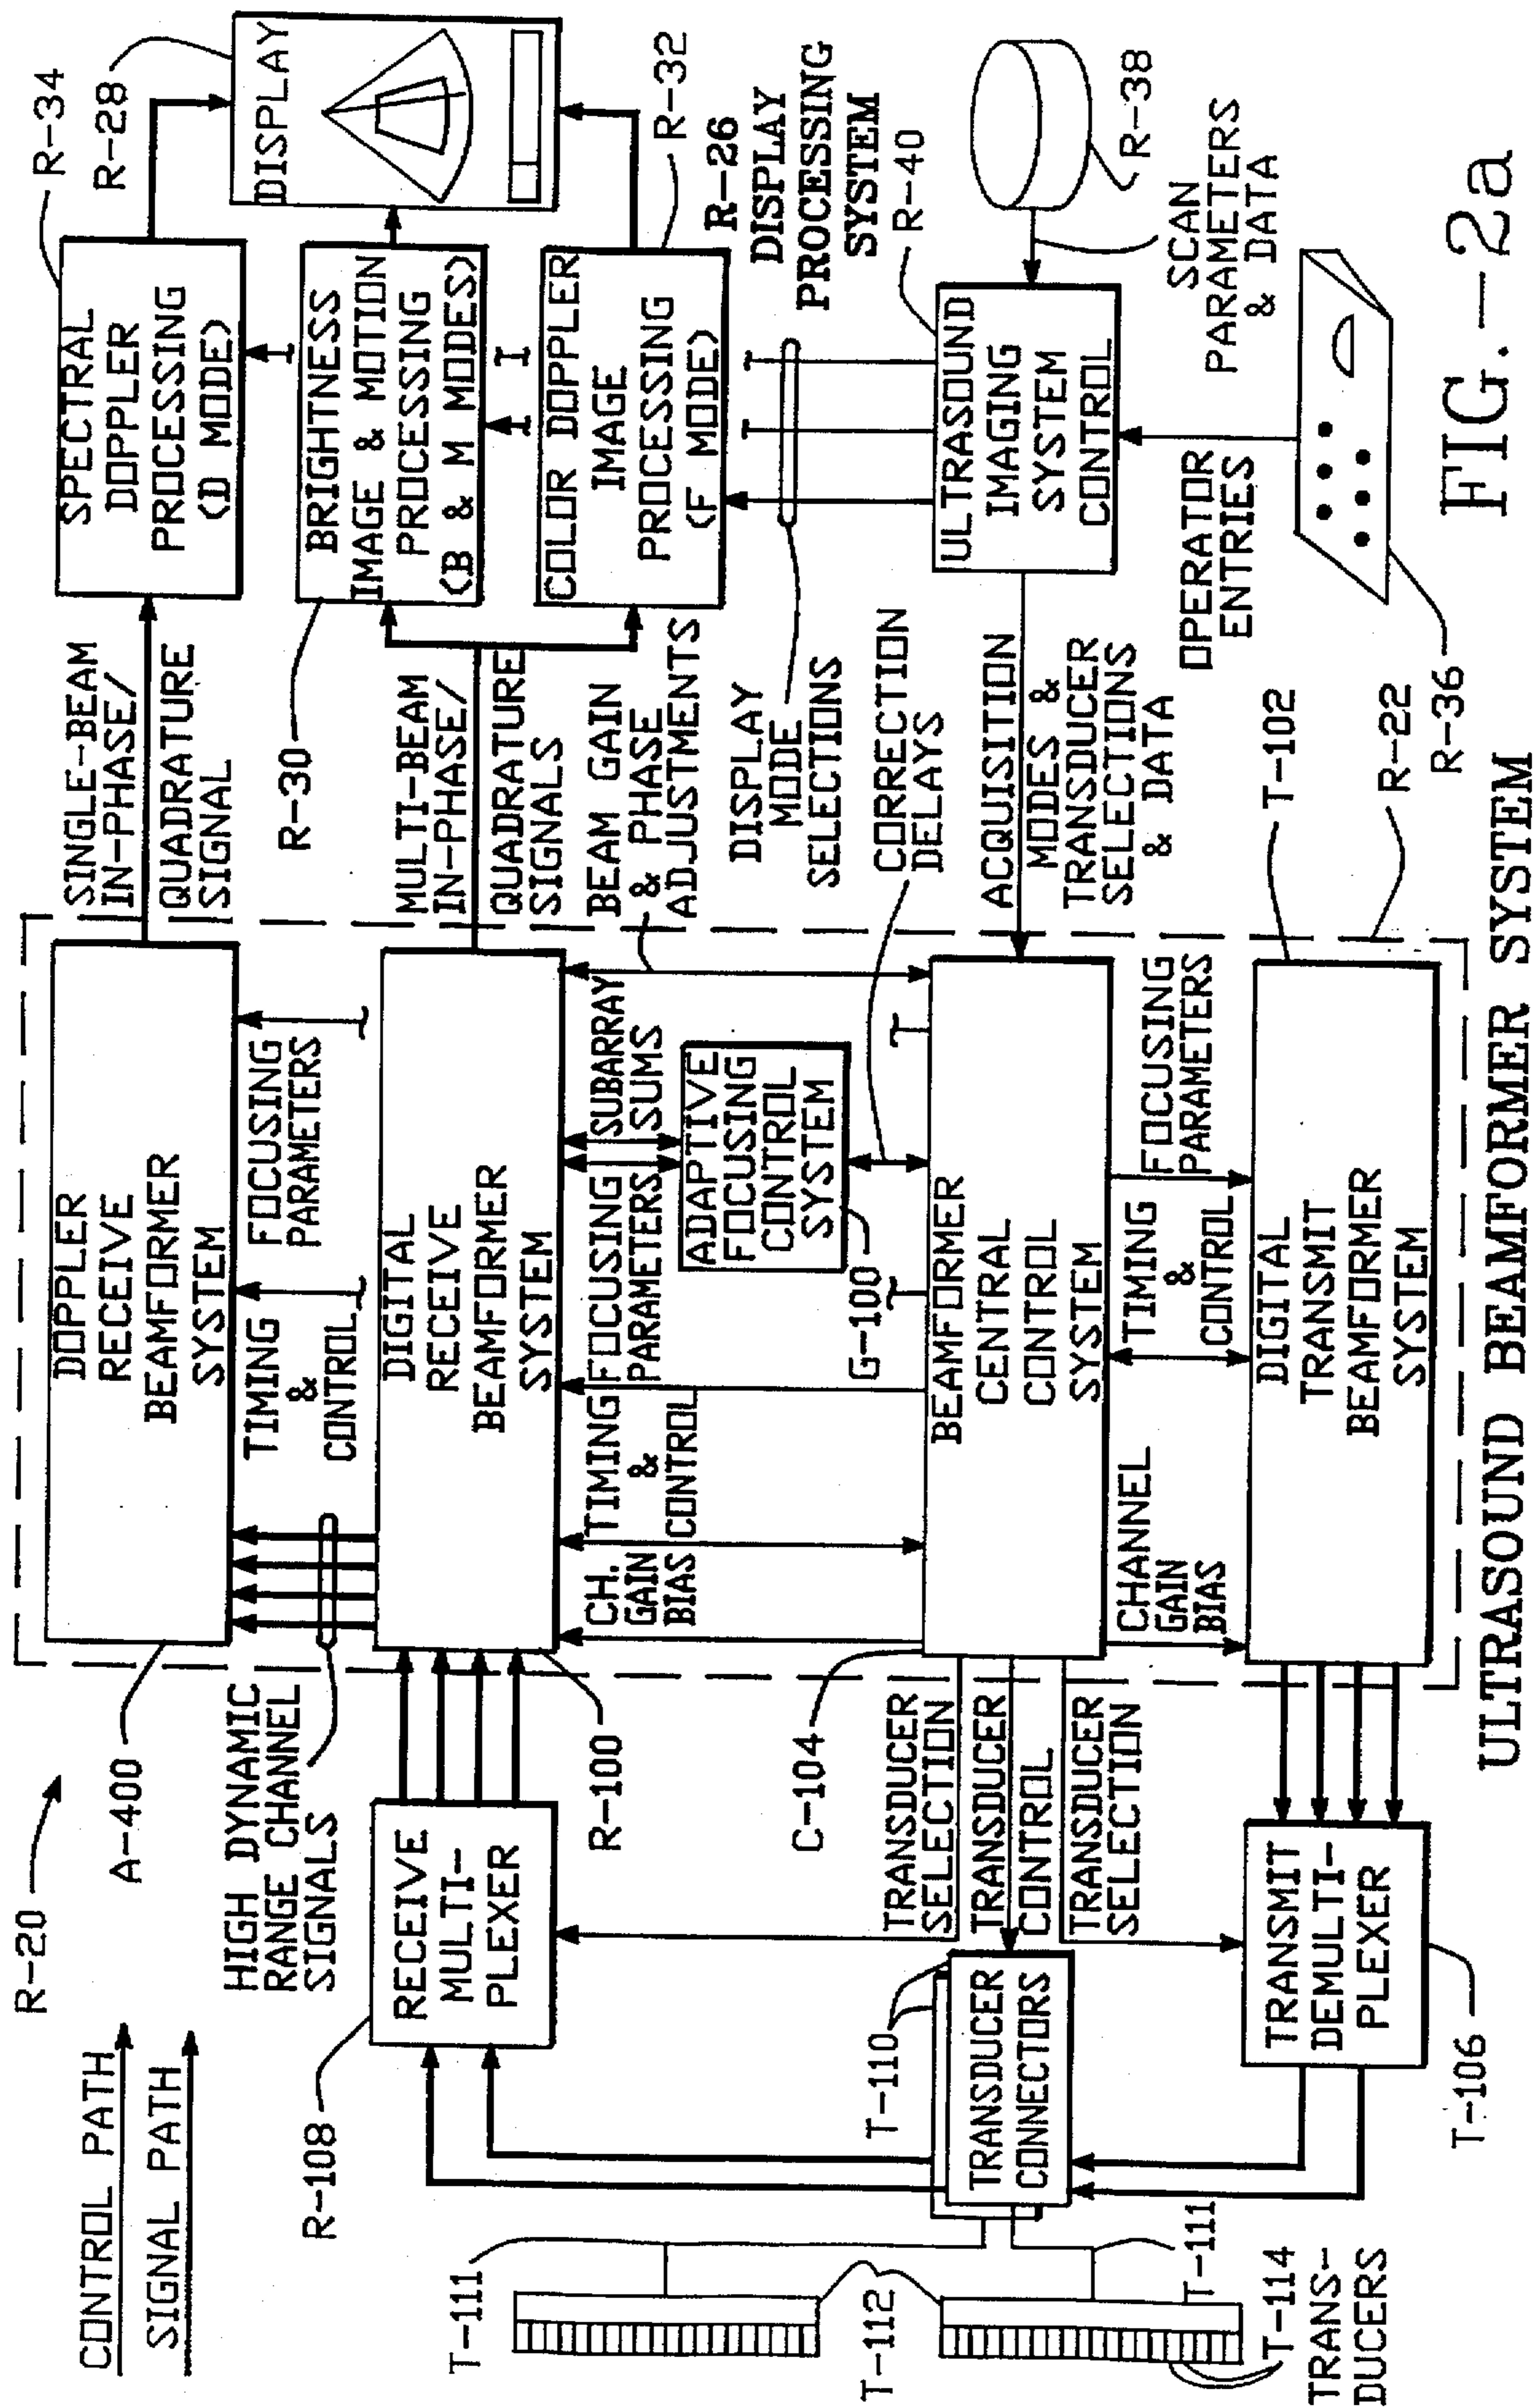 CONTROL PATH
SIGNAL PATH
R-20
A-400
HIGH DYNAMIC
RANGE CHANNEL
SIGNALS
DOPPLER
RECEIVE
BEAMFORMER
SYSTEM
SINGLE-BEAM
IN-PHASE/
QUADRATURE
SIGNAL
SPECTRAL
DOPPLER
PROCESSING
(D MODE)
R-34
R-28
DISPLAY
TIMING
&
CONTROL
FOCUSING
PARAMETERS
R-108
RECEIVE
MULTI-
PLEXER
R-100
DIGITAL
RECEIVE
BEAMFORMER
SYSTEM
R-30
MULTI-BEAM
IN-PHASE/
QUADRATURE
SIGNALS
BRIGHTNESS
IMAGE & MOTION
PROCESSING
(B & M MODES)
COLOR DOPPLER
IMAGE
PROCESSING
(F MODE)
R-32
R-26
DISPLAY
PROCESSING
SYSTEM
CH.
GAIN
BIAS
TIMING
&
CONTROL
FOCUSING
PARAMETERS
SUBARRAY
SUMS
BEAM GAIN
& PHASE
ADJUSTMENTS
ADAPTIVE
FOCUSING
CONTROL
SYSTEM
G-100
DISPLAY
MODE
SELECTIONS
CORRECTION
DELAYS
C-104
TRANSDUCER
SELECTION
TRANSDUCER
CONTROL
TRANSDUCER
SELECTION
BEAMFORMER
CENTRAL
CONTROL
SYSTEM
ACQUISITION
MODES &
TRANSDUCER
SELECTIONS
& DATA
ULTRASOUND
IMAGING
SYSTEM
CONTROL
R-40
R-38
SCAN
PARAMETERS
& DATA
OPERATOR
ENTRIES
R-36
T-111
T-112
T-110
TRANSDUCER
CONNECTORS
T-111
T-114
TRANS-
DUCERS
CHANNEL
GAIN
BIAS
TIMING
&
CONTROL
FOCUSING
PARAMETERS
T-106
TRANSMIT
DEMULTI-
PLEXER
DIGITAL
TRANSMIT
BEAMFORMER
SYSTEM
T-102
R-22
ULTRASOUND BEAMFORMER SYSTEM
FIG.-2a